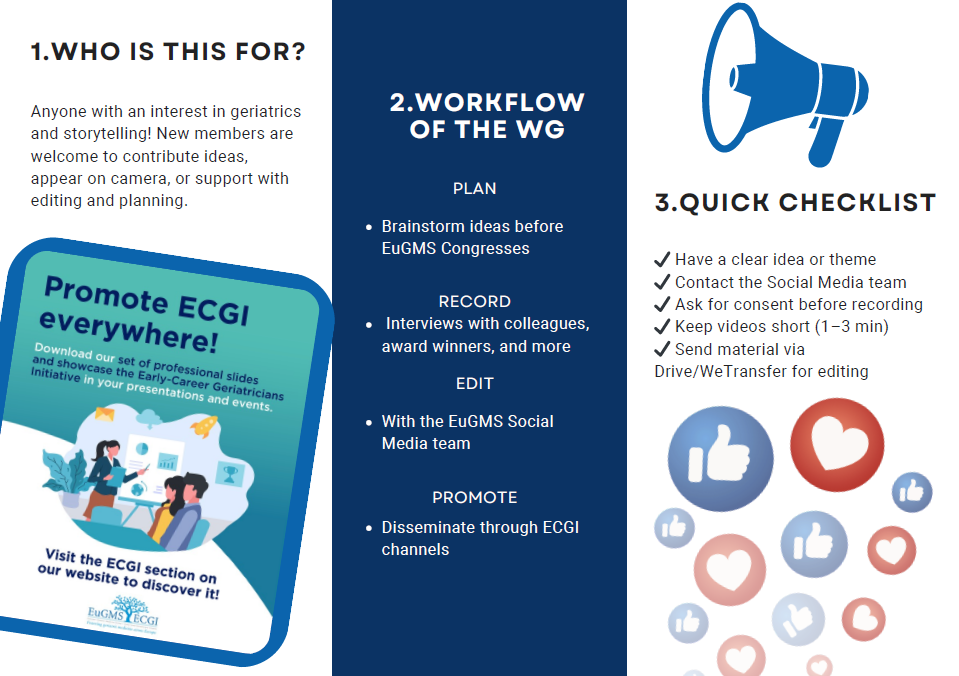 1.WHO IS THIS FOR?
Anyone with an interest in geriatrics
and storytelling! New members are
welcome to contribute ideas,
appear on camera, or support with
editing and planning.
Promote ECGI
everywhere!
Download our set of professional slides
and showcase the Early-Career Geriatricians
Initiative in your presentations and events.
Visit the ECGI section on
our website to discover it!
EuGMS ECGI
2.WORKFLOW
OF THE WG
PLAN
• Brainstorm ideas before
EuGMS Congresses
RECORD
• Interviews with colleagues,
award winners, and more
EDIT
• With the EuGMS Social
Media team
PROMOTE
• Disseminate through ECGI
channels
3.QUICK CHECKLIST
✓ Have a clear idea or theme
✓ Contact the Social Media team
✓ Ask for consent before recording
✓ Keep videos short (1–3 min)
✓ Send material via
Drive/WeTransfer for editing